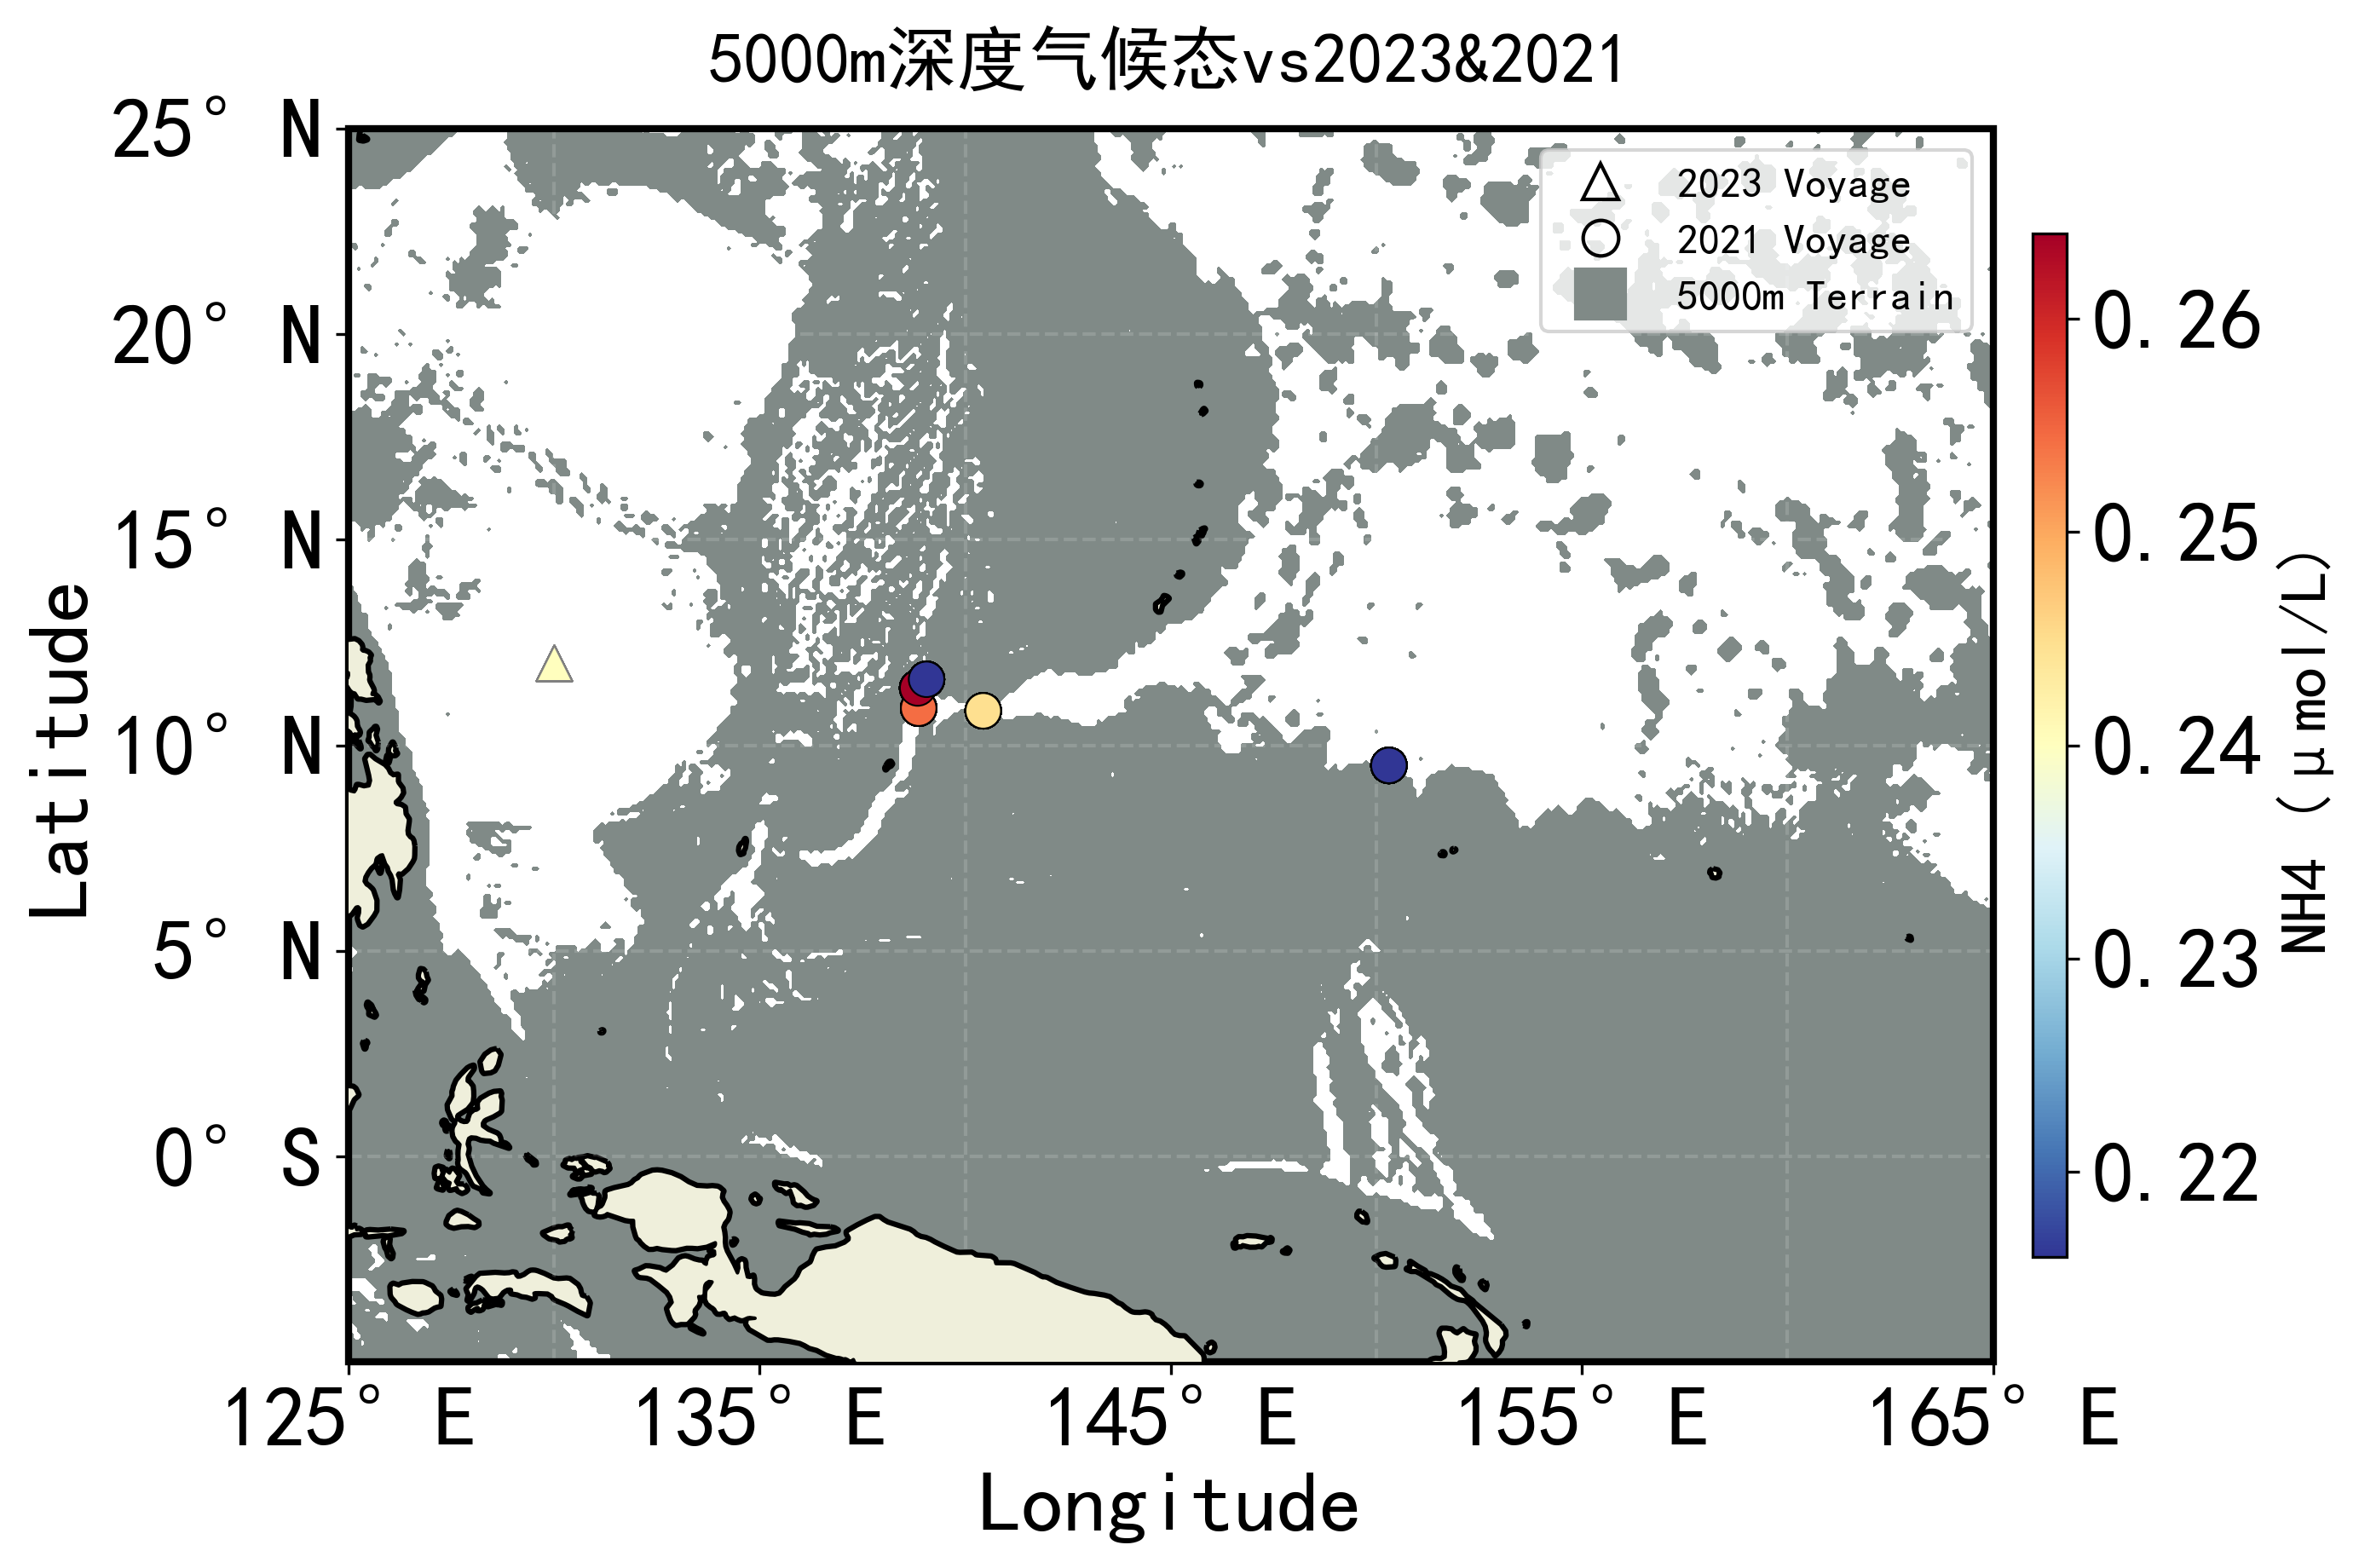 5000m深度气候态vs2023&2021
25° N
20° N
15° N
10° N
5° N
0° S
Latitude
2023 Voyage
2021 Voyage
5000m Terrain
0.26
0.25
0.24
0.23
0.22
NH4 (μmol/L)
125° E
135° E
145° E
155° E
165° E
Longitude